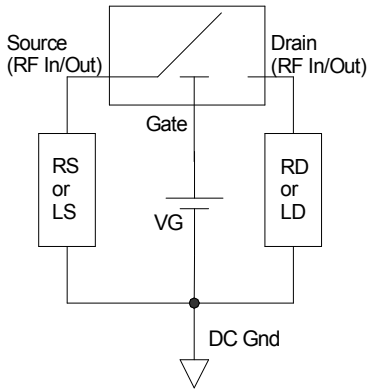 Source
(RF In/Out)
Drain
(RF In/Out)
Gate
RS
or
LS
RD
or
LD
VG
DC Gnd